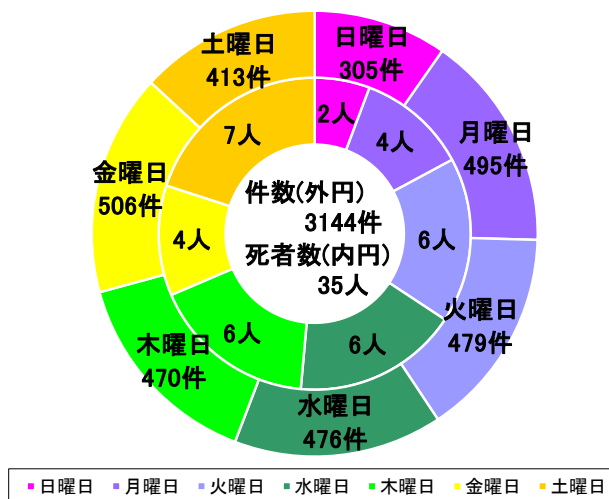 日曜日
305件
月曜日
495件
火曜日
479件
水曜日
476件
木曜日
470件
金曜日
506件
土曜日
413件
2人
4人
6人
6人
6人
4人
7人
件数(外円)
3144件
死者数(内円)
35人
日曜日 月曜日 火曜日 水曜日 木曜日 金曜日 土曜日